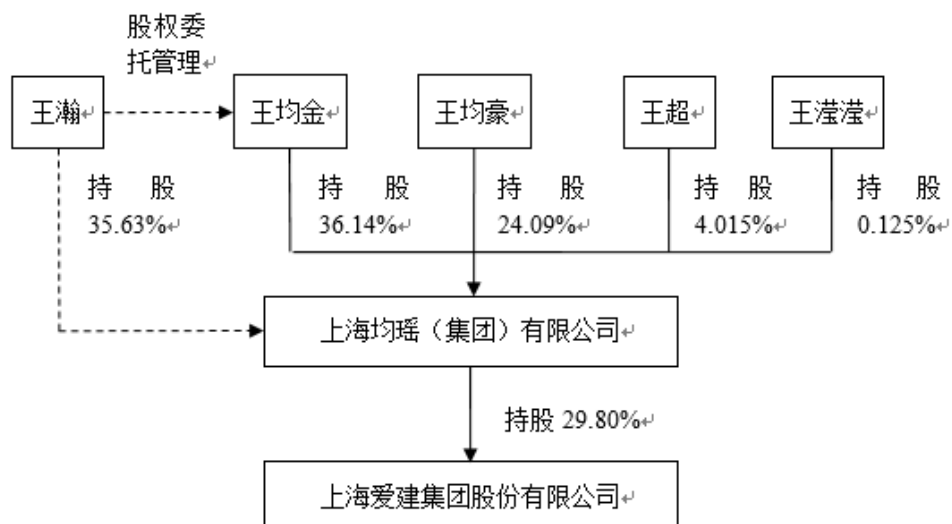 股权委
托管理
王瀚
王均金
王均豪
王超
王滢滢
持 股
35.63%
持 股
36.14%
持 股
24.09%
持 股
4.015%
持 股
0.125%
上海均瑶（集团）有限公司
持股 29.80%
上海爱建集团股份有限公司